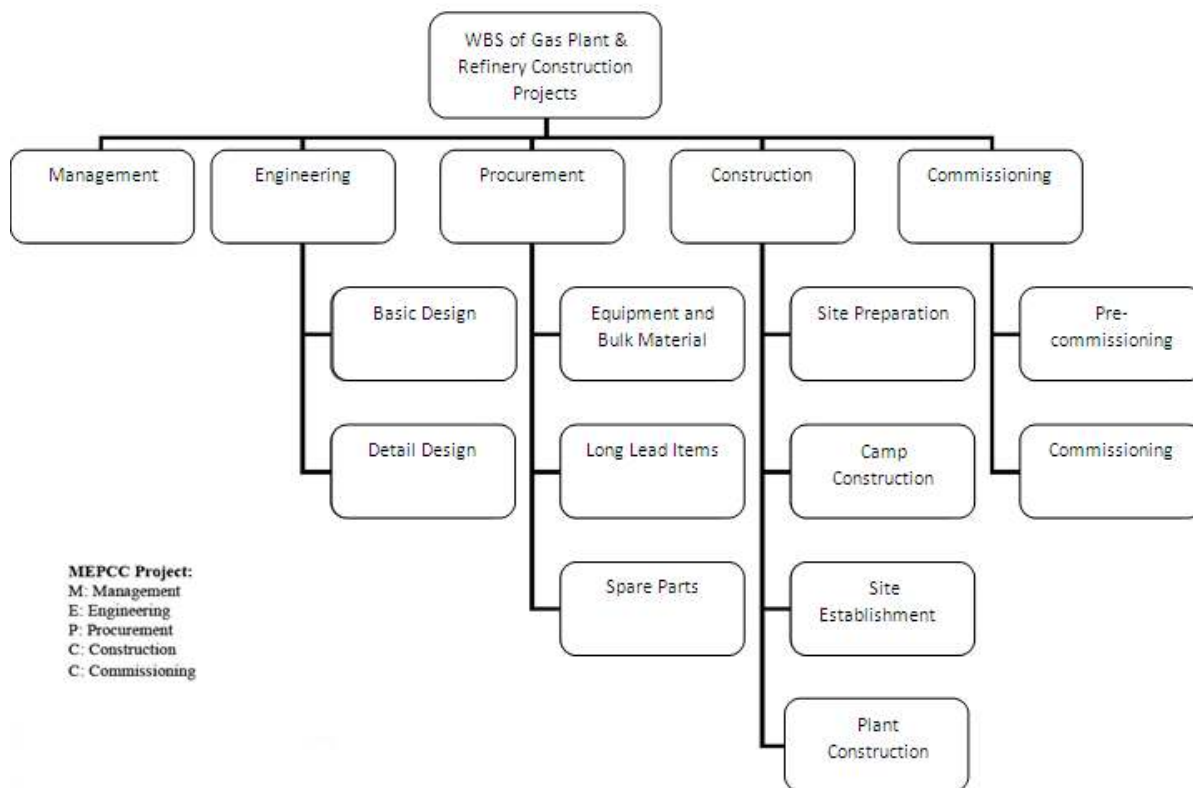 WBS of Gas Plant &
Refinery Construction
Projects
Management
Engineering
Procurement
Construction
Commissioning
Basic Design
Equipment and
Bulk Material
Site Preparation
Pre-
commissioning
Detail Design
Long Lead Items
Camp
Construction
Commissioning
Spare Parts
Site
Establishment
Plant
Construction
MEPCC Project:
M: Management
E: Engineering
P: Procurement
C: Construction
C: Commissioning